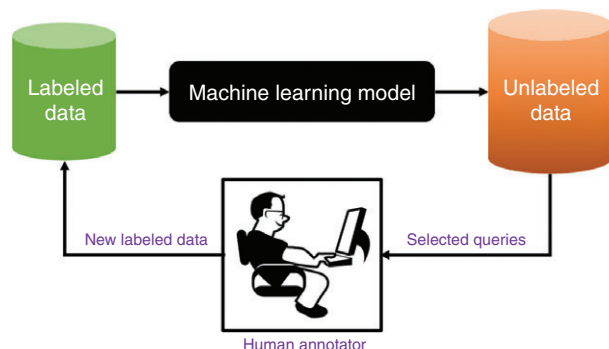 Labeled
data
Machine learning model
Unlabeled
data
New labeled data
Selected queries
Human annotator